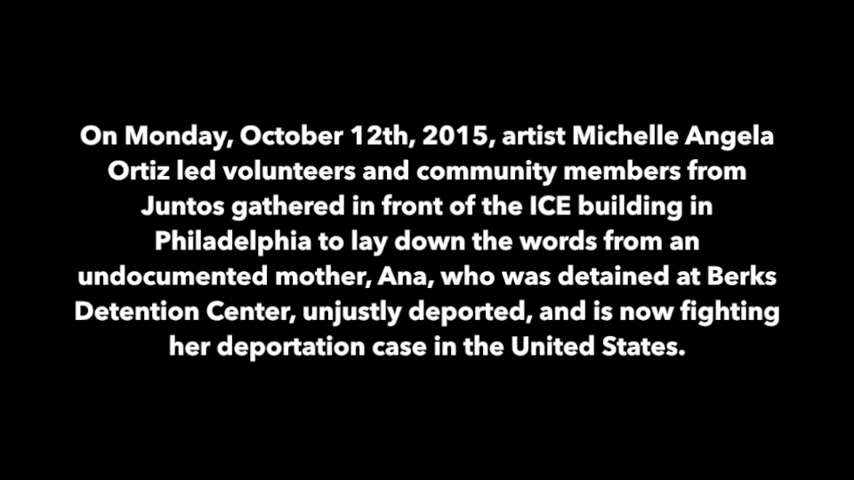 On Monday, October 12th, 2015, artist Michelle Angela
Ortiz led volunteers and community members from
Juntos gathered in front of the ICE building in
Philadelphia to lay down the words from an
undocumented mother, Ana, who was detained at Berks
Detention Center, unjustly deported, and is now fighting
her deportation case in the United States.